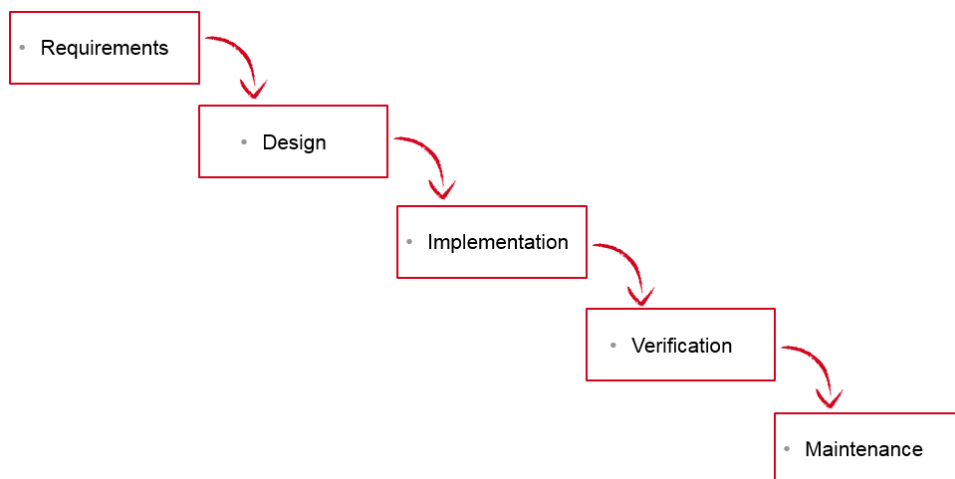 • Requirements
• Design
• Implementation
• Verification
• Maintenance